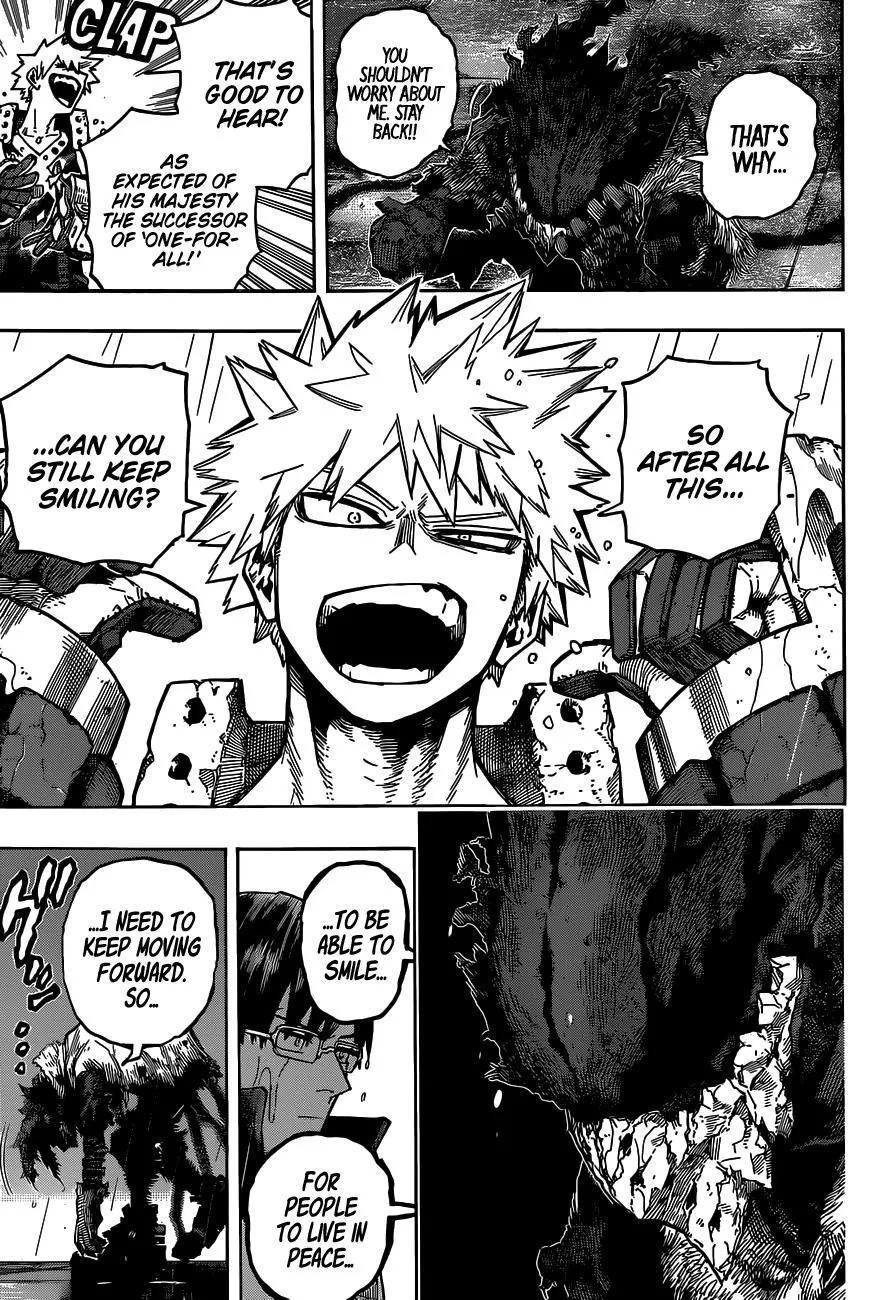 THAT'S
WHY...
YOU
SHOULDN'T
WORRY ABOUT
ME. STAY
BACK!!
CLAP
THAT'S
GOOD TO
HEAR!
AS
EXPECTED OF
HIS MAJESTY
THE SUCCESSOR
OF 'ONE-FOR-
ALL!'
SO
AFTER ALL
THIS...
...CAN YOU
STILL KEEP
SMILING?
...TO BE
ABLE TO
SMILE...
FOR
PEOPLE
TO LIVE IN
PEACE...
...I NEED TO
KEEP MOVING
FORWARD.
SO...